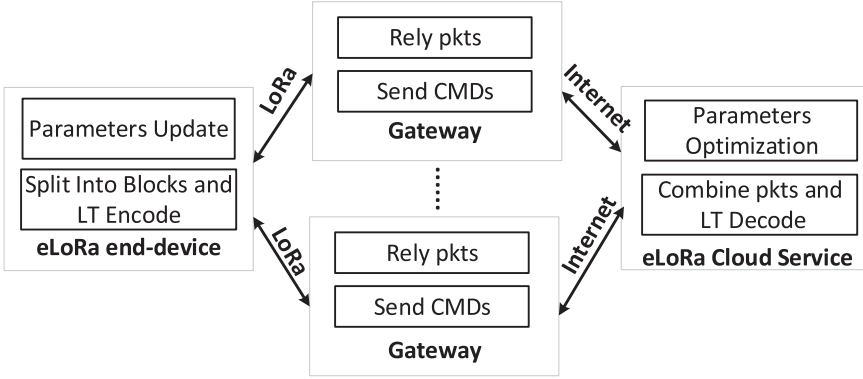 Parameters Update
Split Into Blocks and
LT Encode
eLoRa end-device
LoRa
LoRa
Rely pkts
Send CMDs
Gateway
Rely pkts
Send CMDs
Gateway
Internet
Internet
Parameters
Optimization
Combine pkts and
LT Decode
eLoRa Cloud Service